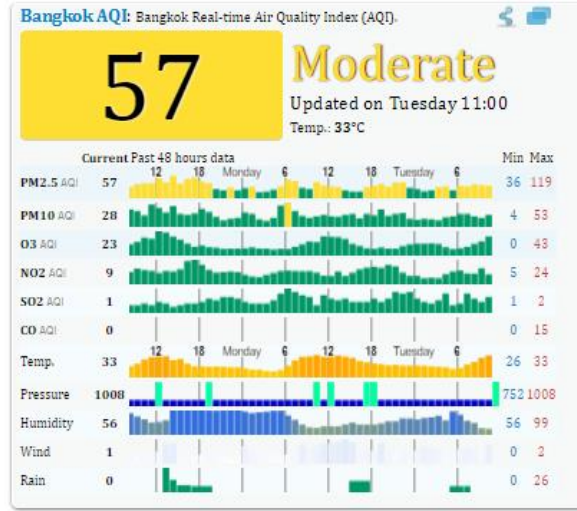 Bangkok AQI: Bangkok Real-time Air Quality Index (AQI).
57
Moderate
Updated on Tuesday 11:00
Temp.: 33°C
Current Past 48 hours data Min Max
12 18 Monday 6 12 18 Tuesday 6
PM2.5 AQI 57 36 119
PM10 AQI 28 4 53
O3 AQI 23 0 43
NO2 AQI 9 5 24
SO2 AQI 1 1 2
CO AQI 0 0 15
12 18 Monday 6 12 18 Tuesday 6
Temp. 33 26 33
Pressure 1008 752 1008
Humidity 56 56 99
Wind 1 0 2
Rain 0 0 26